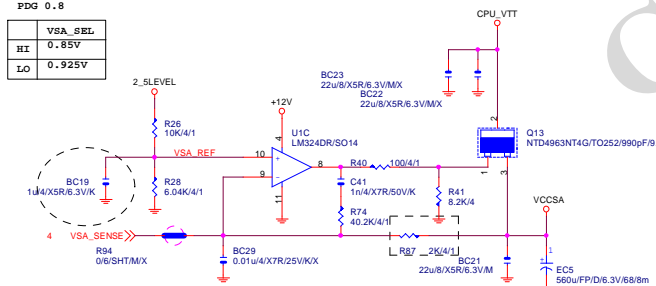 PDG 0.8
VSA_SEL
HI 0.85V
LO 0.925V
CPU_VTT
BC23
22u/8/X5R/6.3V/M/X
BC22
22u/8/X5R/6.3V/M/X
2_5LEVEL
+12V
R26
10K/4/1
U1C
LM324DR/SO14
2
Q13
NTD4963NT4G/TO252/990pF/9
4
VSA_REF
10
+
8
R40
100/4/1
9
-
11
1
3
BC19
1u/4/X5R/6.3V/K
R28
6.04K/4/1
C41
1n/4/X7R/50V/K
R41
8.2K/4
VCCSA
R74
40.2K/4/1
4 VSA_SENSE
R94
0/6/SHT/M/X
BC29
0.01u/4/X7R/25V/K/X
R87 2K/4/1
BC21
22u/8/X5R/6.3V/M
1
EC5
560u/FP/D/6.3V/68/8m